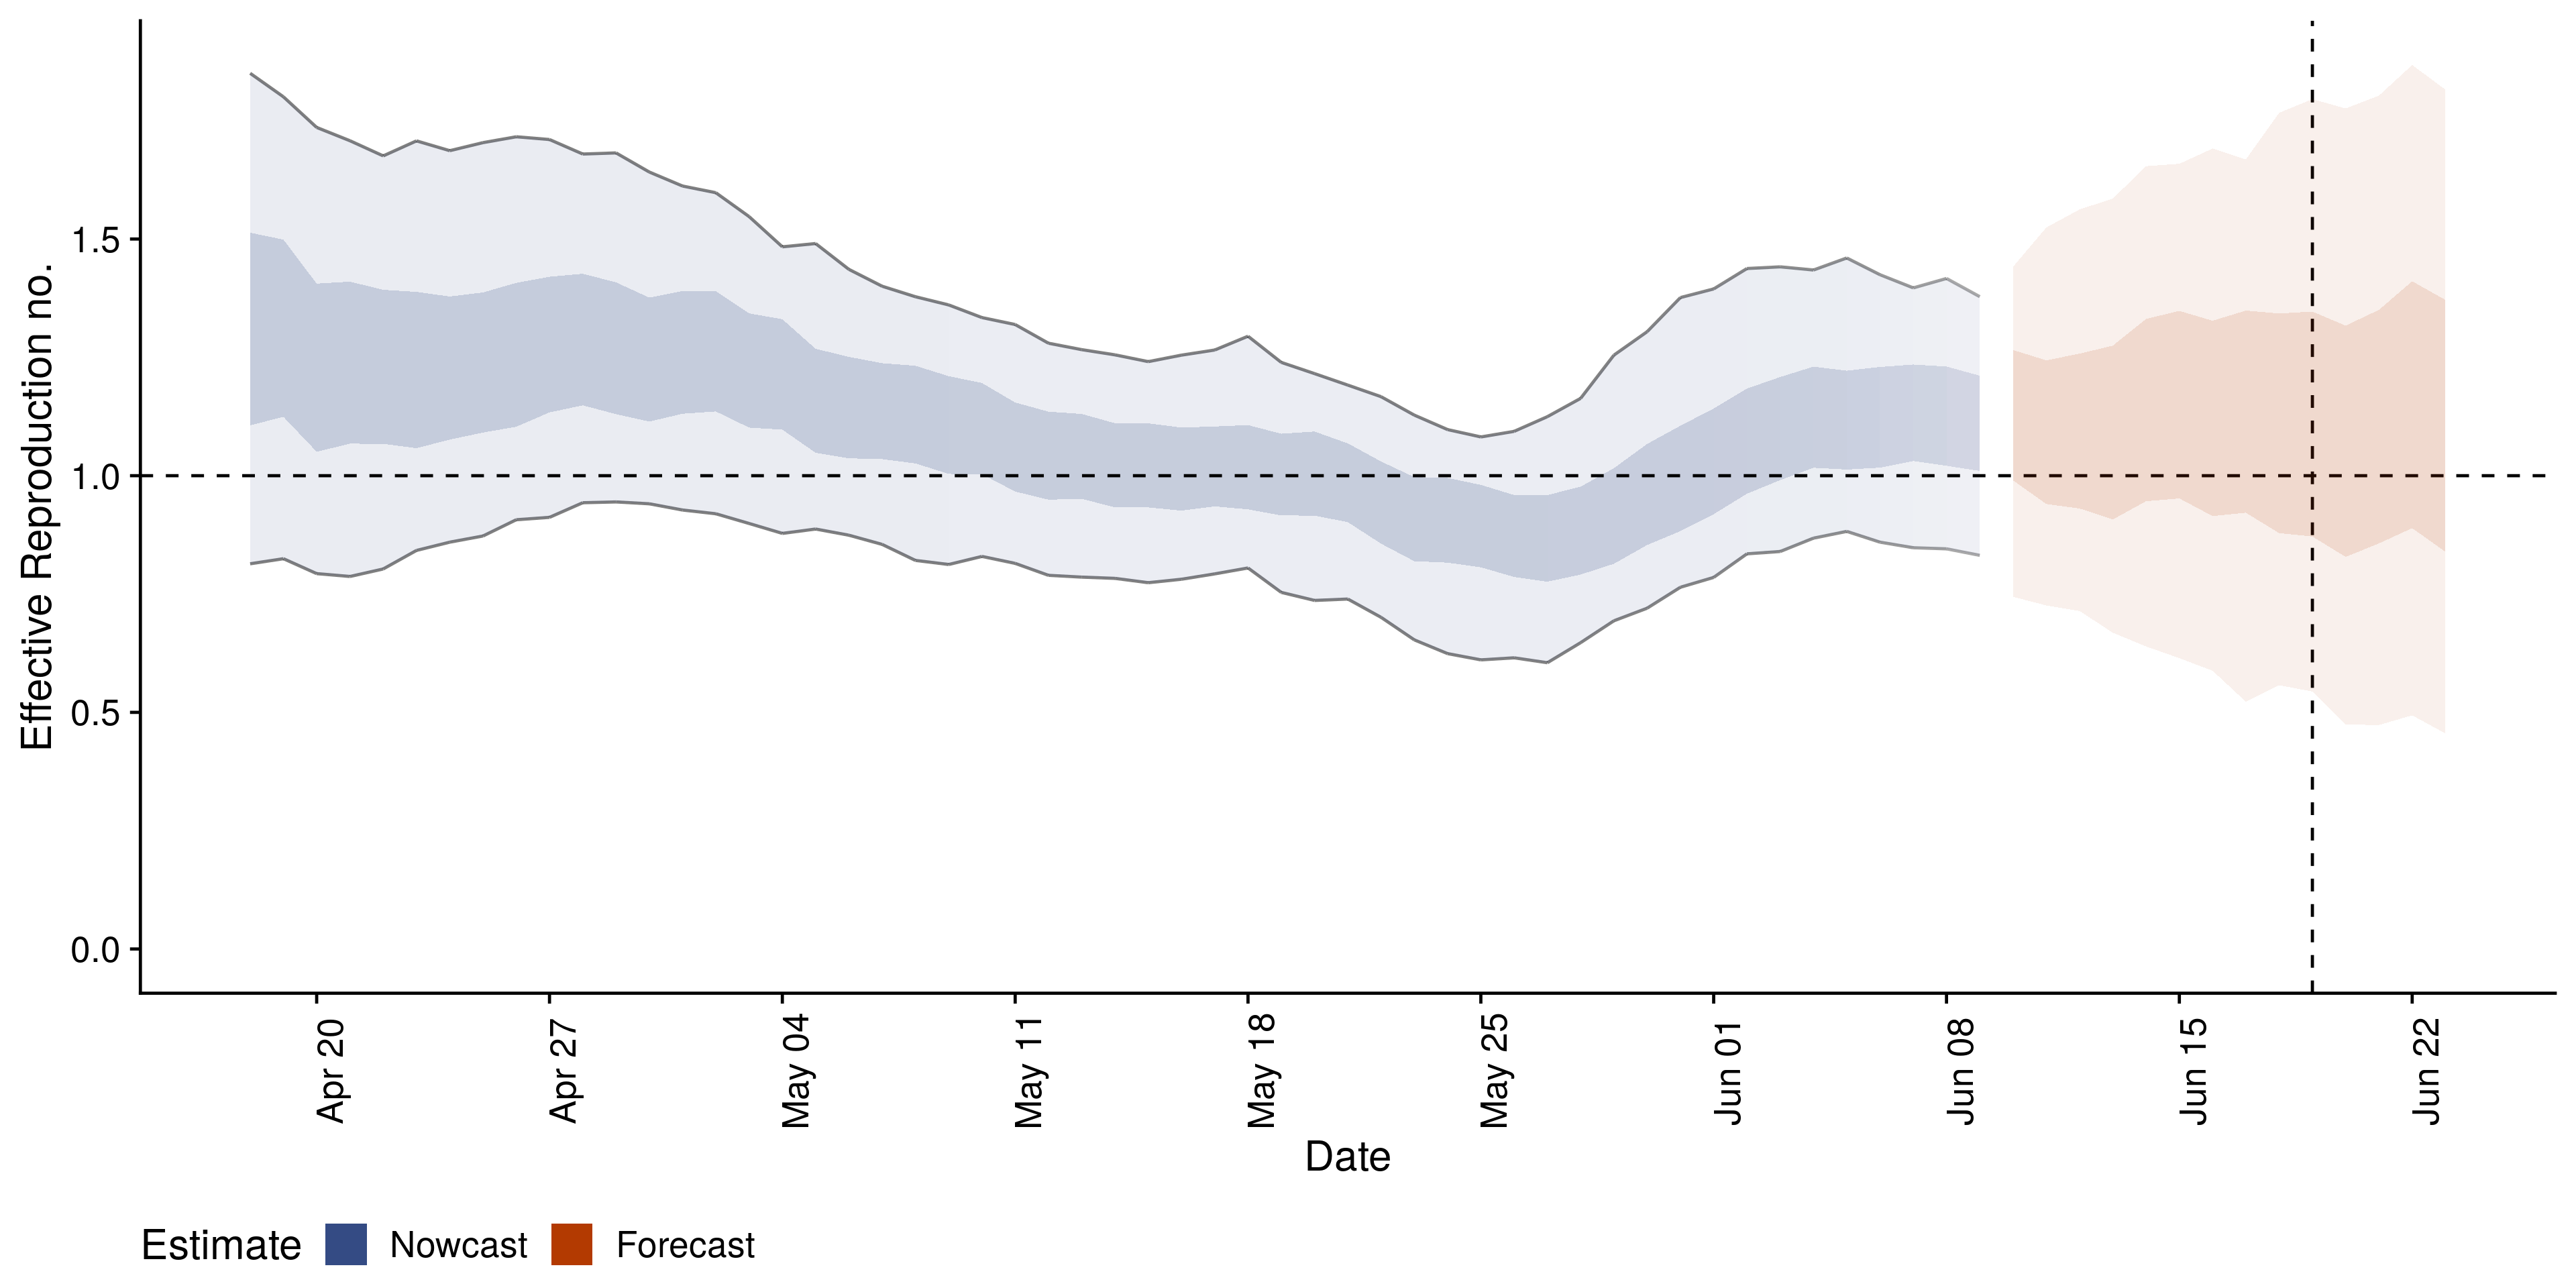 Effective Reproduction no.
1.5
1.0
0.5
0.0
Apr 20
Apr 27
May 04
May 11
May 18
May 25
Jun 01
Jun 08
Jun 15
Jun 22
Date
Estimate Nowcast Forecast